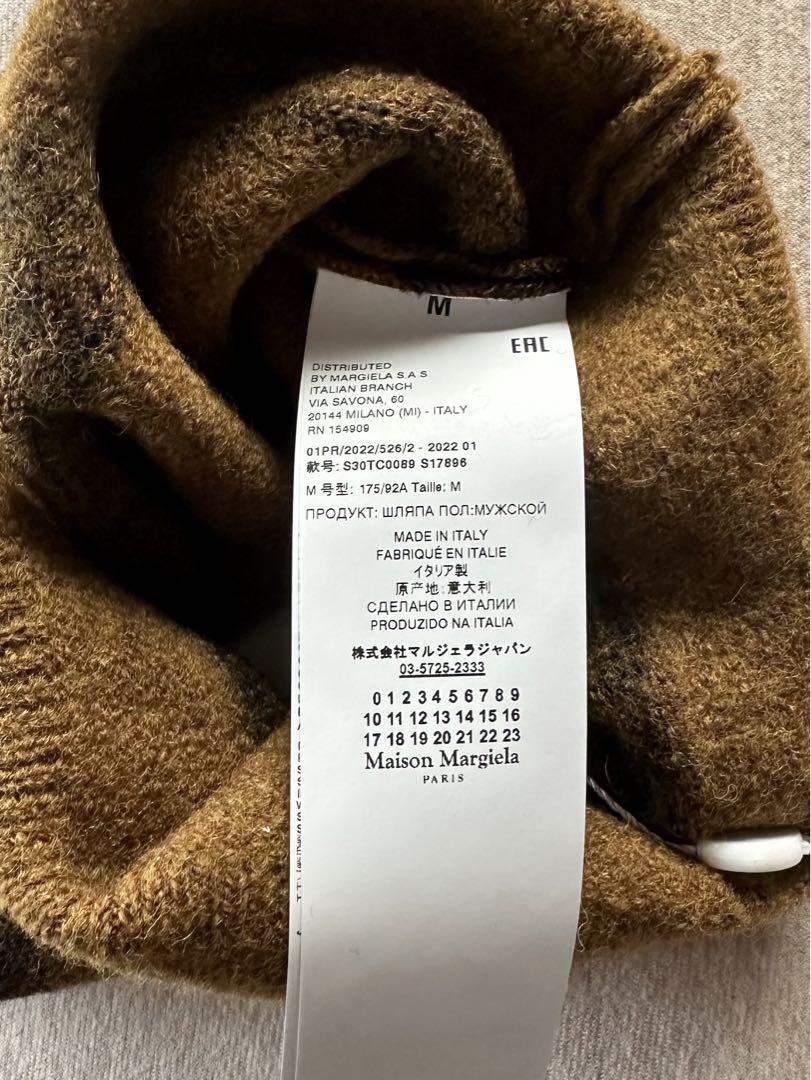 M
EAC
DISTRIBUTED
BY MARGIELA S.A.S.
ITALIAN BRANCH
VIA SAVONA, 60
20144 MILANO (MI) - ITALY
RN 154909
01PR/2022/526/2 - 2022 01
款号: S30TC0089 S17896
M 号型: 175/92A Taille: M
ПРОДУКТ: ШЛЯПА ПОЛ:МУЖСКОЙ
MADE IN ITALY
FABRIQUÉ EN ITALIE
イタリア製
原产地: 意大利
СДЕЛАНО В ИТАЛИИ
PRODUZIDO NA ITALIA
株式会社マルジェラジャパン
03-5725-2333
0 1 2 3 4 5 6 7 8 9
10 11 12 13 14 15 16
17 18 19 20 21 22 23
Maison Margiela
PARIS